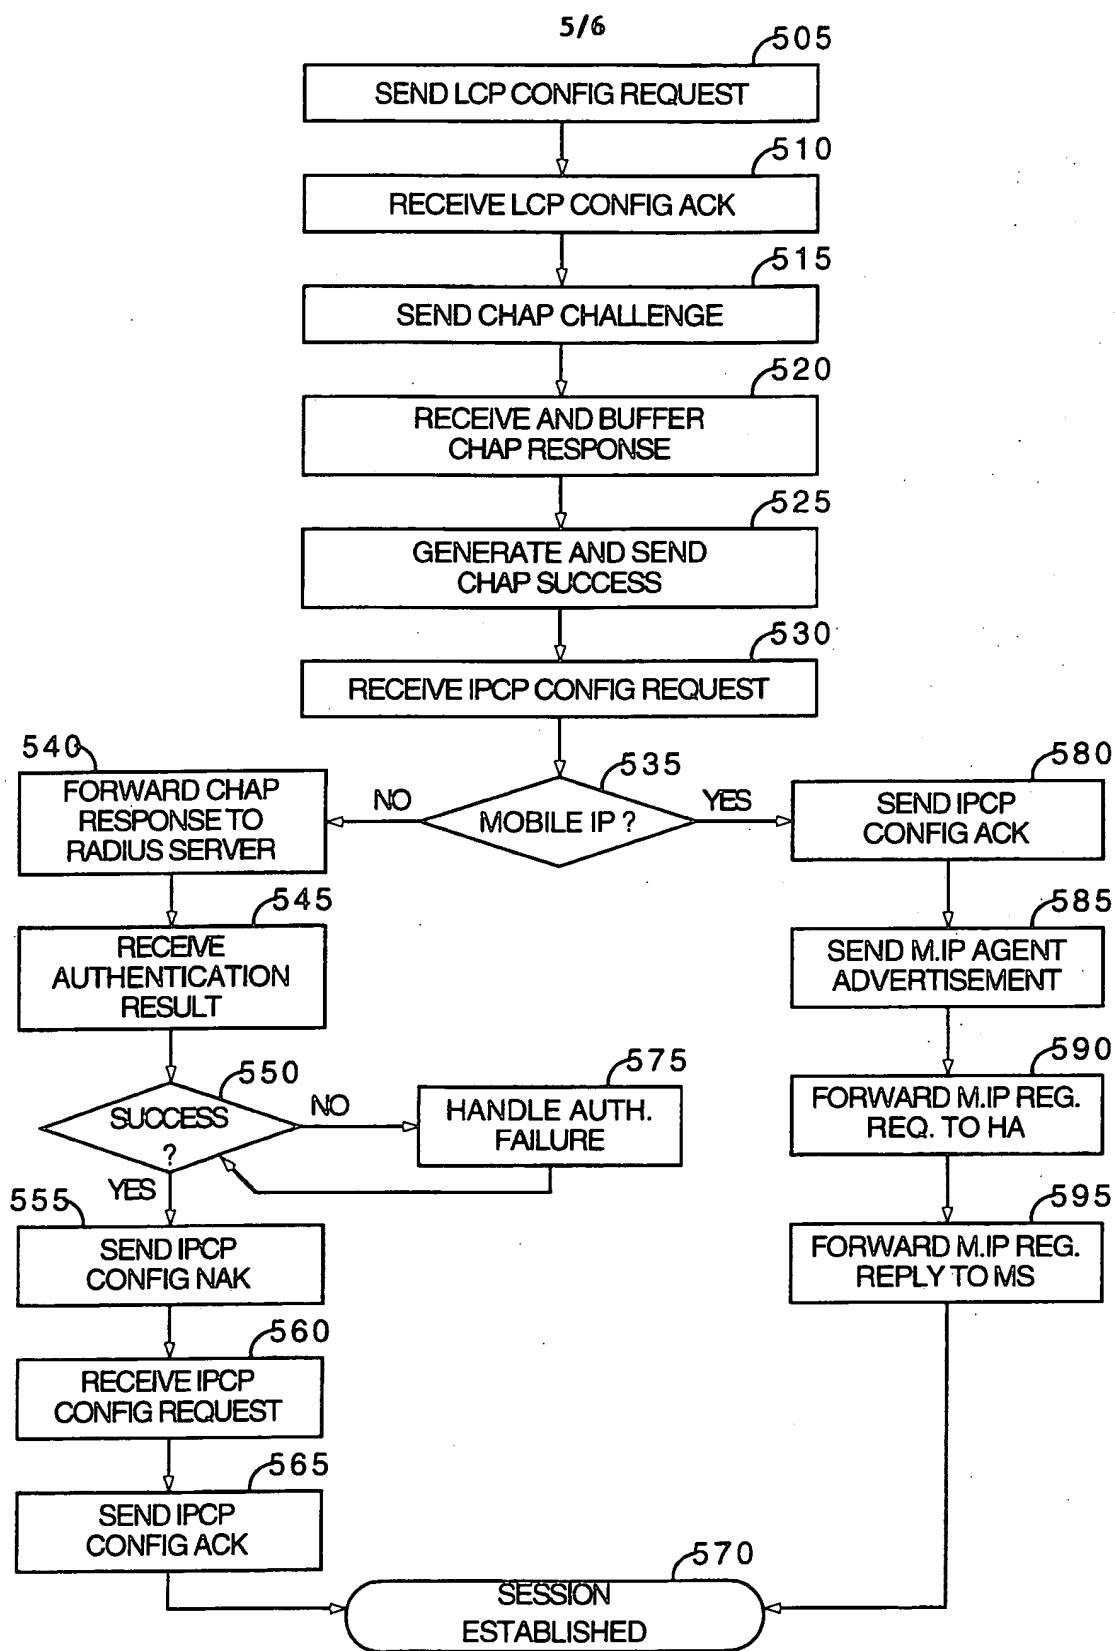 5/6
505
SEND LCP CONFIG REQUEST
510
RECEIVE LCP CONFIG ACK
515
SEND CHAP CHALLENGE
520
RECEIVE AND BUFFER
CHAP RESPONSE
525
GENERATE AND SEND
CHAP SUCCESS
530
RECEIVE IPCP CONFIG REQUEST
535
MOBILE IP ?
NO
YES
540
FORWARD CHAP
RESPONSE TO
RADIUS SERVER
545
RECEIVE
AUTHENTICATION
RESULT
550
SUCCESS
?
NO
YES
575
HANDLE AUTH.
FAILURE
555
SEND IPCP
CONFIG NAK
560
RECEIVE IPCP
CONFIG REQUEST
565
SEND IPCP
CONFIG ACK
580
SEND IPCP
CONFIG ACK
585
SEND M.IP AGENT
ADVERTISEMENT
590
FORWARD M.IP REG.
REQ. TO HA
595
FORWARD M.IP REG.
REPLY TO MS
570
SESSION
ESTABLISHED